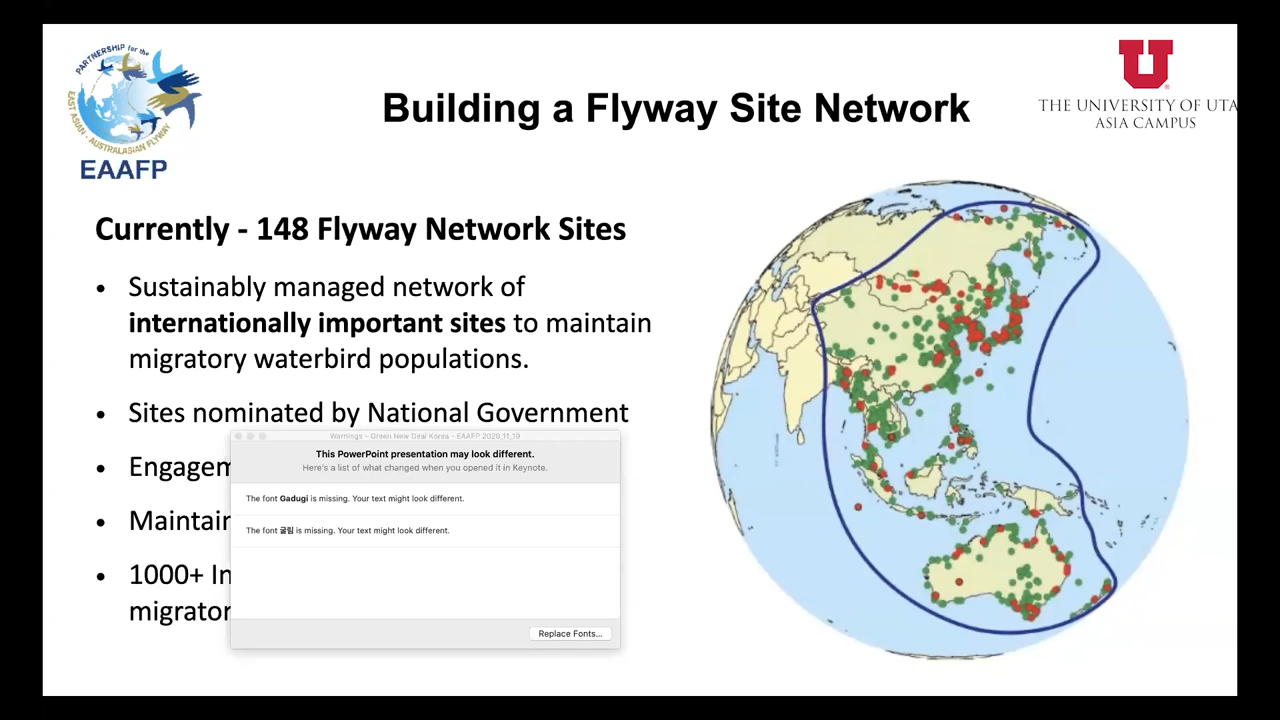 PARTNERSHIP for the
EAST ASIAN - AUSTRALASIAN FLYWAY
EAAFP
Building a Flyway Site Network
THE UNIVERSITY OF UTA
ASIA CAMPUS
Currently - 148 Flyway Network Sites
• Sustainably managed network of
internationally important sites to maintain
migratory waterbird populations.
• Sites nominated by National Government
• Engagem
• Maintair
• 1000+ In
migrator
Warnings - Green New Deal Korea - EAAFP 2020_11_19
This PowerPoint presentation may look different.
Here's a list of what changed when you opened it in Keynote.
The font Gadugi is missing. Your text might look different.
The font 굴림 is missing. Your text might look different.
Replace Fonts...